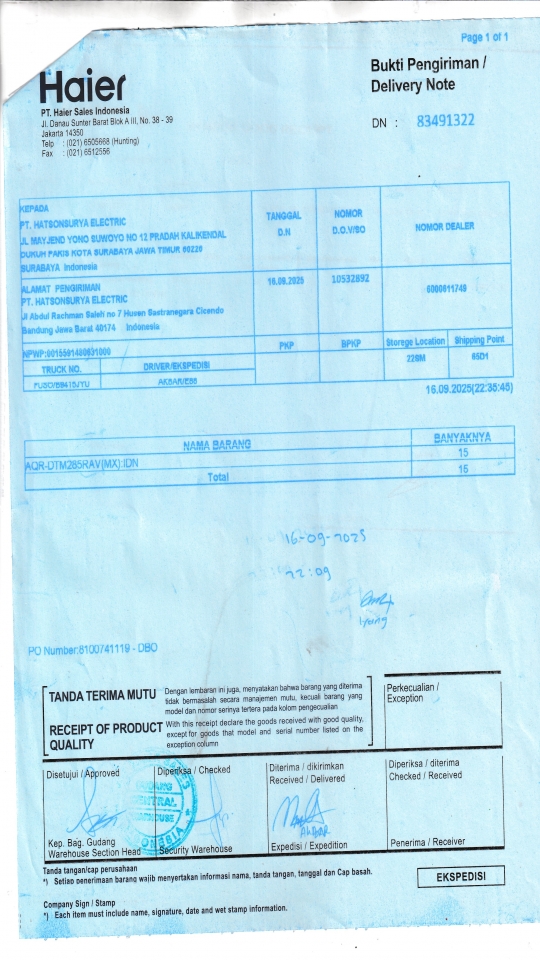 Page 1 of 1
Haier
Bukti Pengiriman /
Delivery Note
PT. Haier Sales Indonesia
Jl. Danau Sunter Barat Blok A III, No. 38 - 39
Jakarta 14350
Telp : (021) 6505668 (Hunting)
Fax : (021) 6512556
DN : 83491322
KEPADA
PT. HATSONSURYA ELECTRIC
JL MAYJEND YONO SUWOYO NO 12 PRADAH KALIKENDAL
DUKUH PAKIS KOTA SURABAYA JAWA TIMUR 60226
SURABAYA Indonesia
TANGGAL
D.N
NOMOR
D.O.V/SO
NOMOR DEALER
ALAMAT PENGIRIMAN
PT. HATSONSURYA ELECTRIC
Jl Abdul Rachman Saleh no 7 Husen Sastranegara Cicendo
Bandung Jawa Barat 40174 Indonesia
16.09.2025
10532892
6000611749
NPWP:0015591480631000
PKP
BPKP
Storege Location
Shipping Point
TRUCK NO.
DRIVER/EKSPEDISI
22SM
65D1
AKBAR/E65
16.09.2025(22:35:45)
NAMA BARANG
BANYAKNYA
AQR-DTM285RAV(MX):IDN
15
Total
15
16-09-2025
22:09
PO Number:8100741119 - DBO
TANDA TERIMA MUTU
Dengan lembaran ini juga, menyatakan bahwa barang yang diterima
tidak bermasalah secara manajemen mutu, kecuali barang yang
model dan nomor serinya tertera pada kolom pengecualian
RECEIPT OF PRODUCT
QUALITY
With this receipt declare the goods received with good quality,
except for goods that model and serial number listed on the
exception column
Perkecualian /
Exception
Disetujui / Approved
Diperiksa / Checked
Diterima / dikirimkan
Received / Delivered
Diperiksa / diterima
Checked / Received
AKBAR
Kep. Bag. Gudang
Warehouse Section Head
Security Warehouse
Expedisi / Expedition
Penerima / Receiver
Tanda tangan/cap perusahaan
*) Setiap penerimaan barang wajib menyertakan informasi nama, tanda tangan, tanggal dan Cap basah.
EKSPEDISI
Company Sign / Stamp
*) Each item must include name, signature, date and wet stamp information.